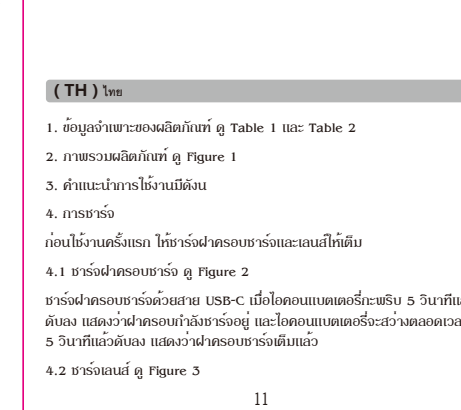 ( TH ) ไทย
1. ข้อมูลจำเพาะของผลิตภัณฑ์ ดู Table 1 และ Table 2
2. ภาพรวมผลิตภัณฑ์ ดู Figure 1
3. คำแนะนำการใช้งานมีดังน
4. การชาร์จ
ก่อนใช้งานครั้งแรก ให้ชาร์จฝาครอบชาร์จและเลนส์ให้เต็ม
4.1 ชาร์จฝาครอบชาร์จ ดู Figure 2
ชาร์จฝาครอบชาร์จด้วยสาย USB-C เมื่อไอคอนแบตเตอรี่กะพริบ 5 วินาทีแ
ดับลง แสดงว่าฝาครอบกำลังชาร์จอยู่ และไอคอนแบตเตอรี่จะสว่างตลอดเวล
5 วินาทีแล้วดับลง แสดงว่าฝาครอบชาร์จเต็มแล้ว
4.2 ชาร์จเลนส์ ดู Figure 3
11